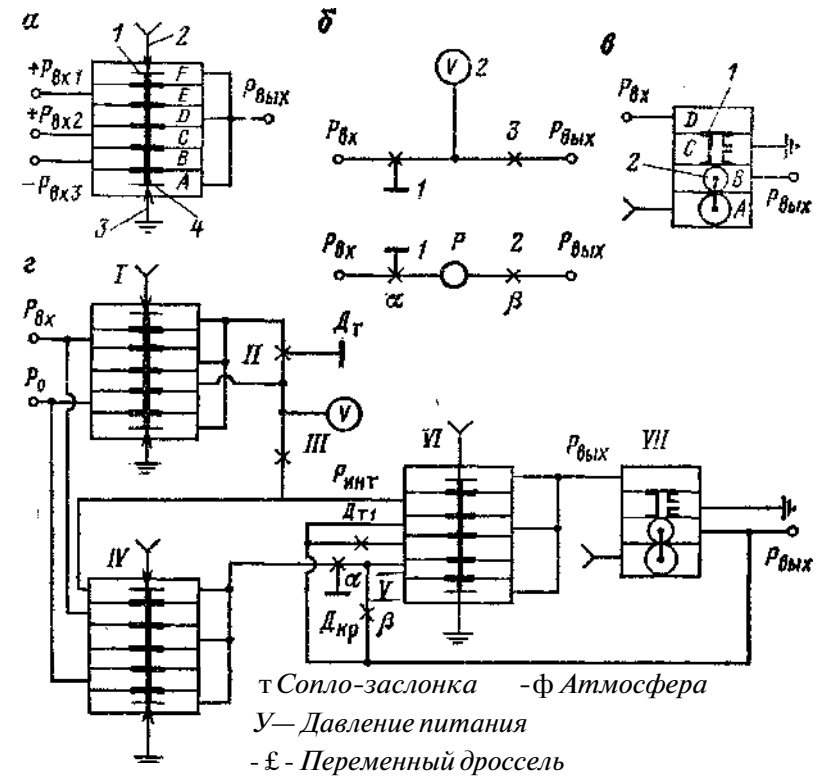 а
1
2
+Pвх1
+Pвх2
-Pвх3
F
E
D
C
B
A
Pвых
3
4
б
V
2
Pвх
3
Pвых
1
Pвх
1
P
2
Pвых
α
β
в
Pвх
1
D
C
2
B
A
Pвых
г
I
Pвх
P0
II
Дт
V
III
Pинт
VI
Pвых
VII
Дт1
IV
α
V
Дкр
β
Pвых
т Сопло-заслонка -ф Атмосфера
У— Давление питания
- £ - Переменный дроссель